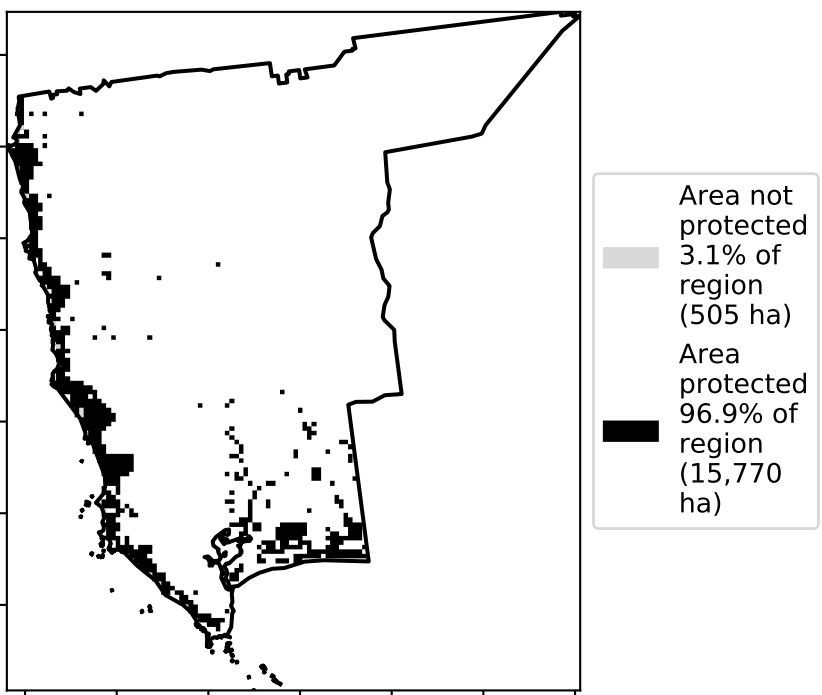 Area not
protected
3.1% of
region
(505 ha)
Area
protected
96.9% of
region
(15,770
ha)